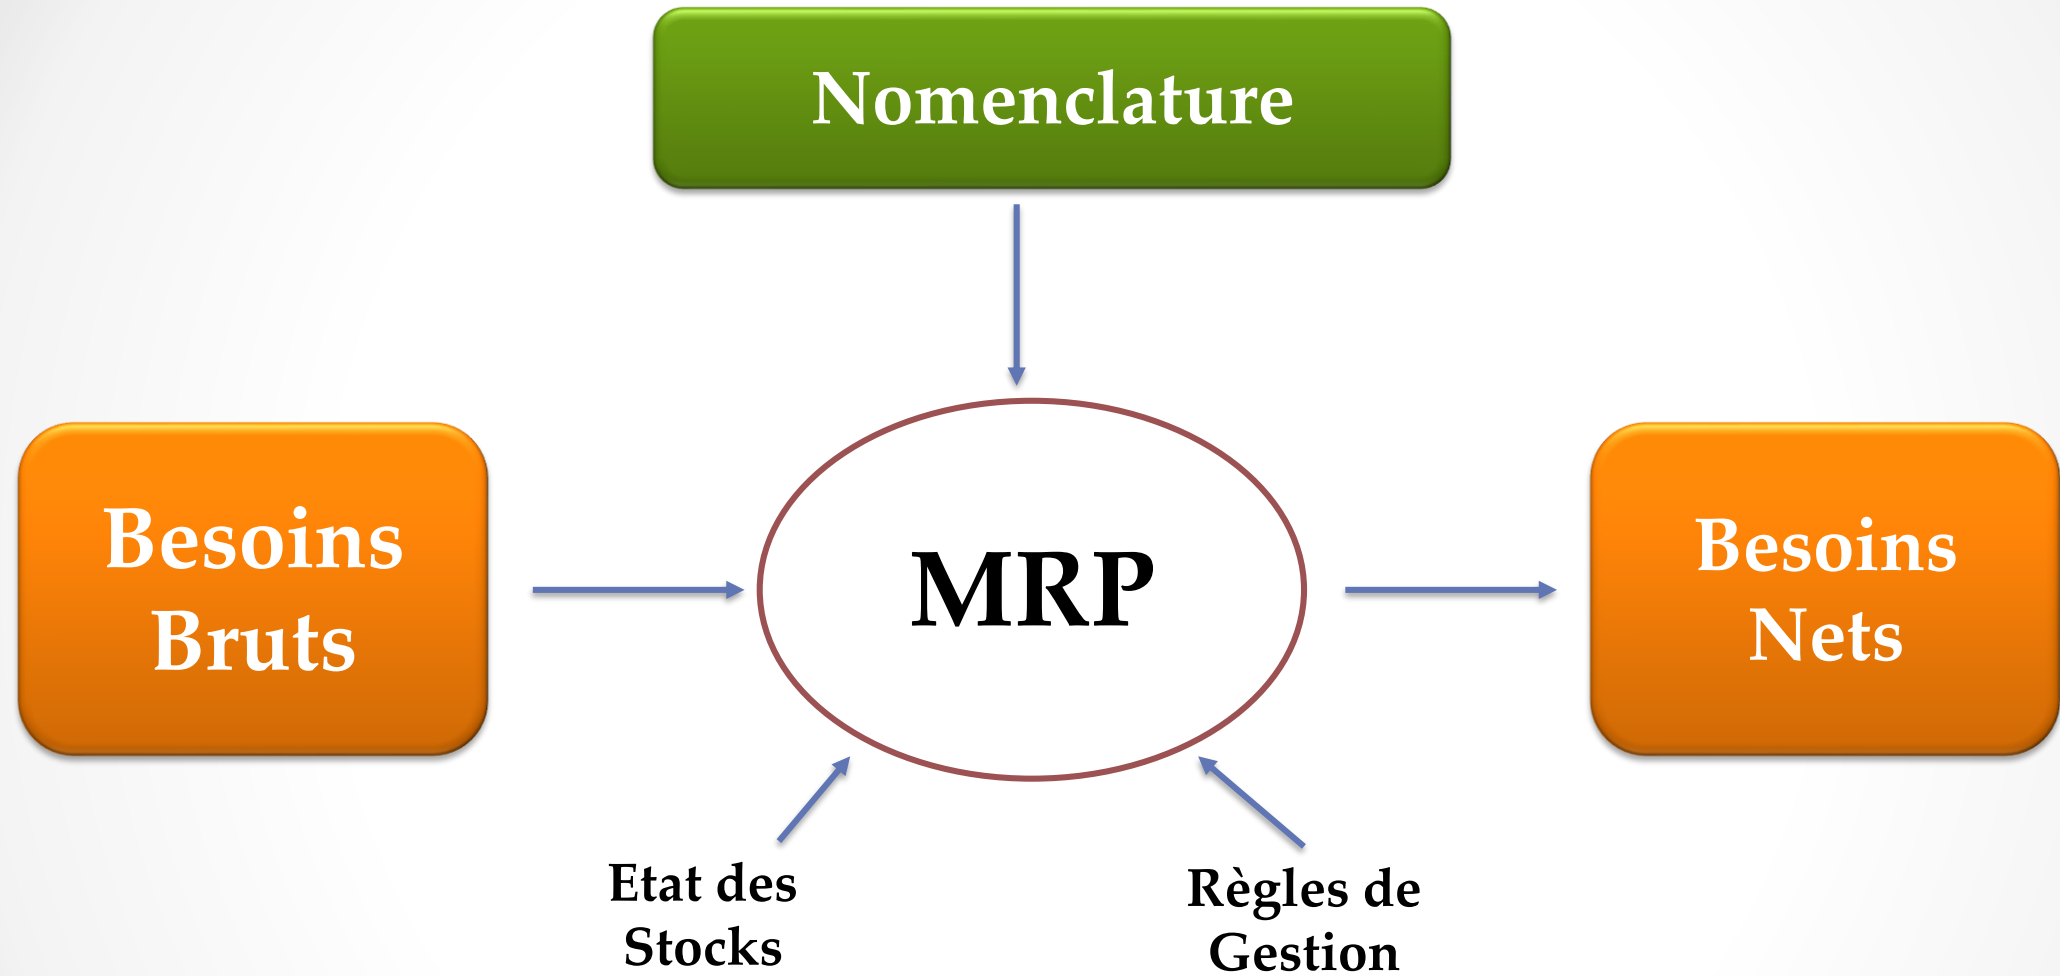 Nomenclature
Besoins
Bruts
MRP
Besoins
Nets
Etat des
Stocks
Règles de
Gestion